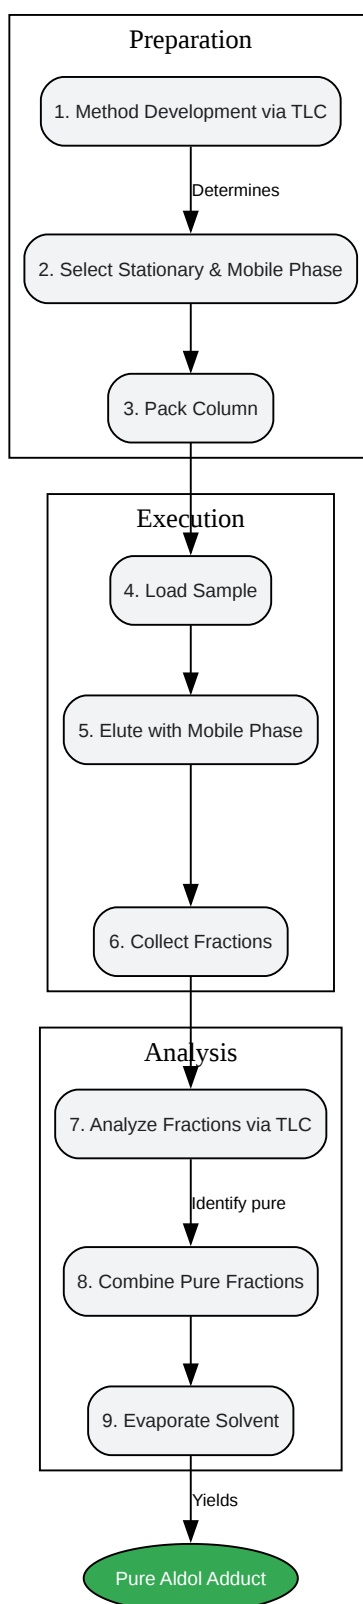 Preparation
1. Method Development via TLC
Determines
2. Select Stationary & Mobile Phase
3. Pack Column
Execution
4. Load Sample
5. Elute with Mobile Phase
6. Collect Fractions
Analysis
7. Analyze Fractions via TLC
Identify pure
8. Combine Pure Fractions
9. Evaporate Solvent
Yields
Pure Aldol Adduct